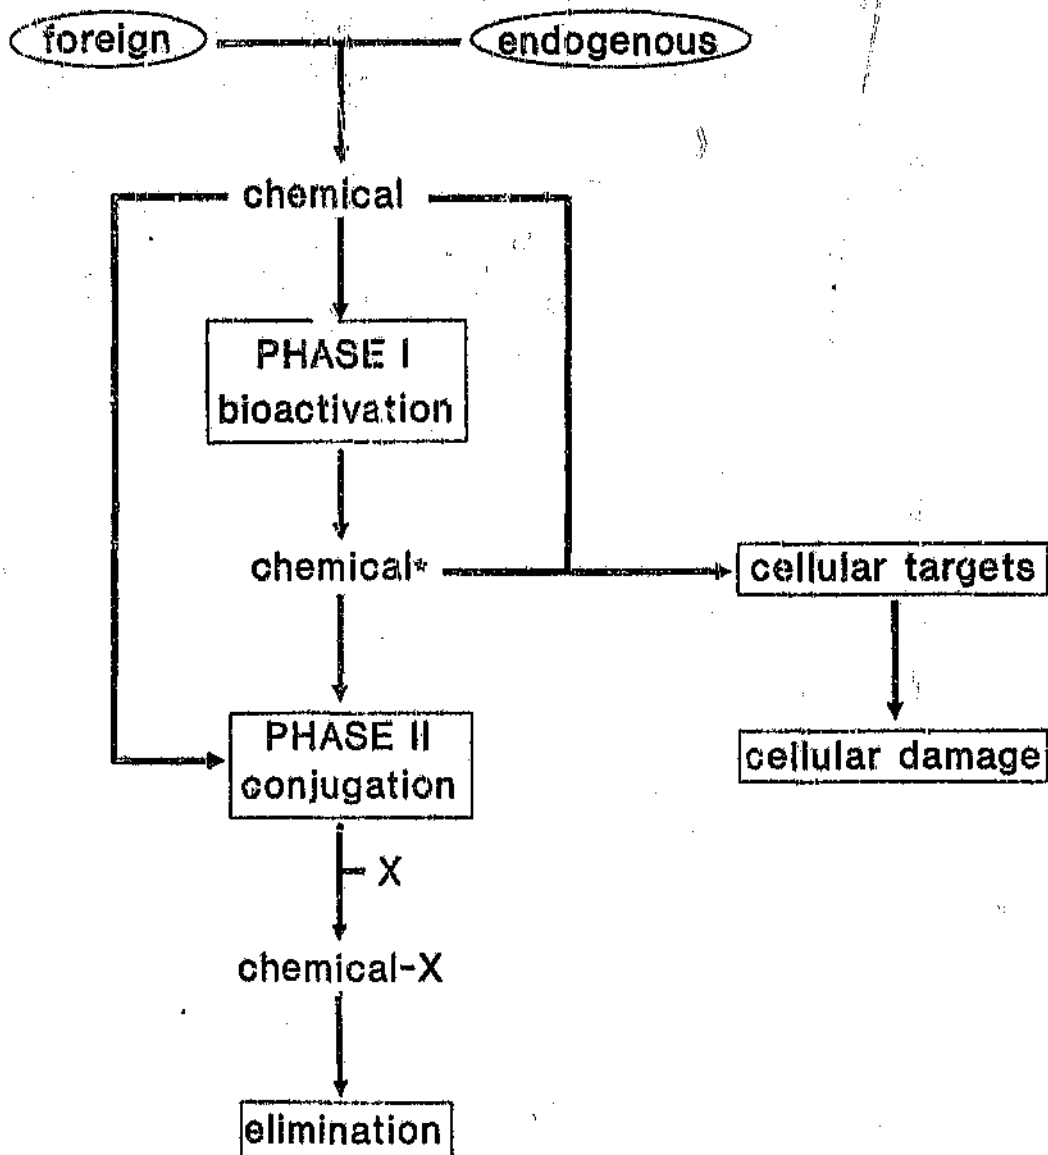 foreign
endogenous
chemical
PHASE I
bioactivation
chemical*
cellular targets
PHASE II
conjugation
cellular damage
X
chemical-X
elimination